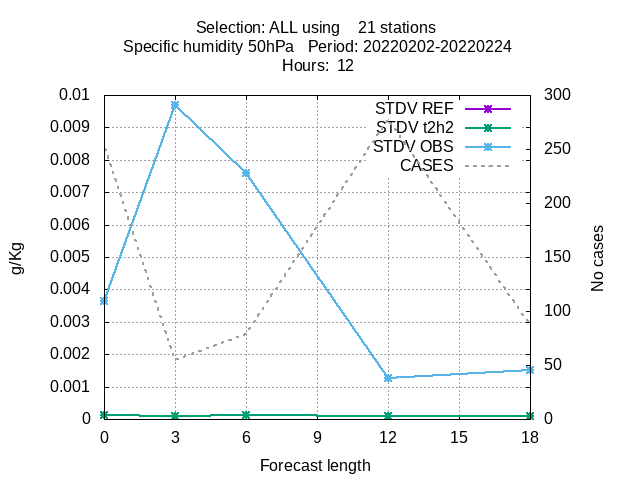 Selection: ALL using    21 stations
Specific humidity 50hPa   Period: 20220202-20220224
Hours:  12
0.01
0.009
0.008
0.007
0.006
0.005
0.004
0.003
0.002
0.001
0
g/Kg
STDV REF
STDV t2h2
STDV OBS
CASES
300
250
200
150
100
50
0
No cases
0 3 6 9 12 15 18
Forecast length